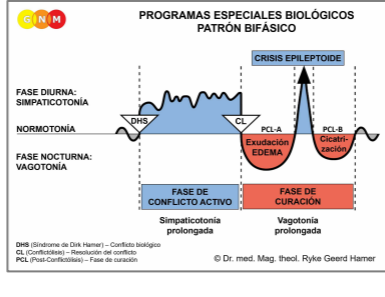 GNM
PROGRAMAS ESPECIALES BIOLÓGICOS
PATRÓN BIFÁSICO
CRISIS EPILEPTOIDE
FASE DIURNA:
SIMPATICOTONÍA
DHS
CL
NORMOTONÍA
PCL-A
PCL-B
Exudación
EDEMA
Cicatri-
zación
FASE NOCTURNA:
VAGOTONÍA
FASE DE
CONFLICTO ACTIVO
FASE DE
CURACIÓN
Simpaticotonía
prolongada
Vagotonía
prolongada
DHS (Síndrome de Dirk Hamer) – Conflicto biológico
CL (Conflictólisis) – Resolución del conflicto
PCL (Post-Conflictólisis) – Fase de curación
© Dr. med. Mag. theol. Ryke Geerd Hamer